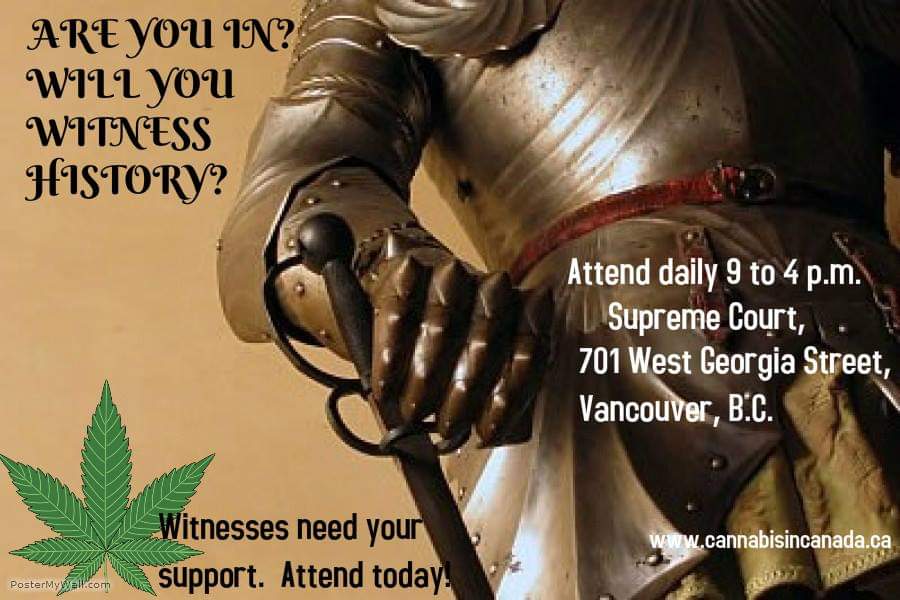 ARE YOU IN?
WILL YOU
WITNESS
HISTORY?
Attend daily 9 to 4 p.m.
Supreme Court,
701 West Georgia Street,
Vancouver, B.C.
Witnesses need your
support. Attend today!
www.cannabisincanada.ca
PosterMyWall.com